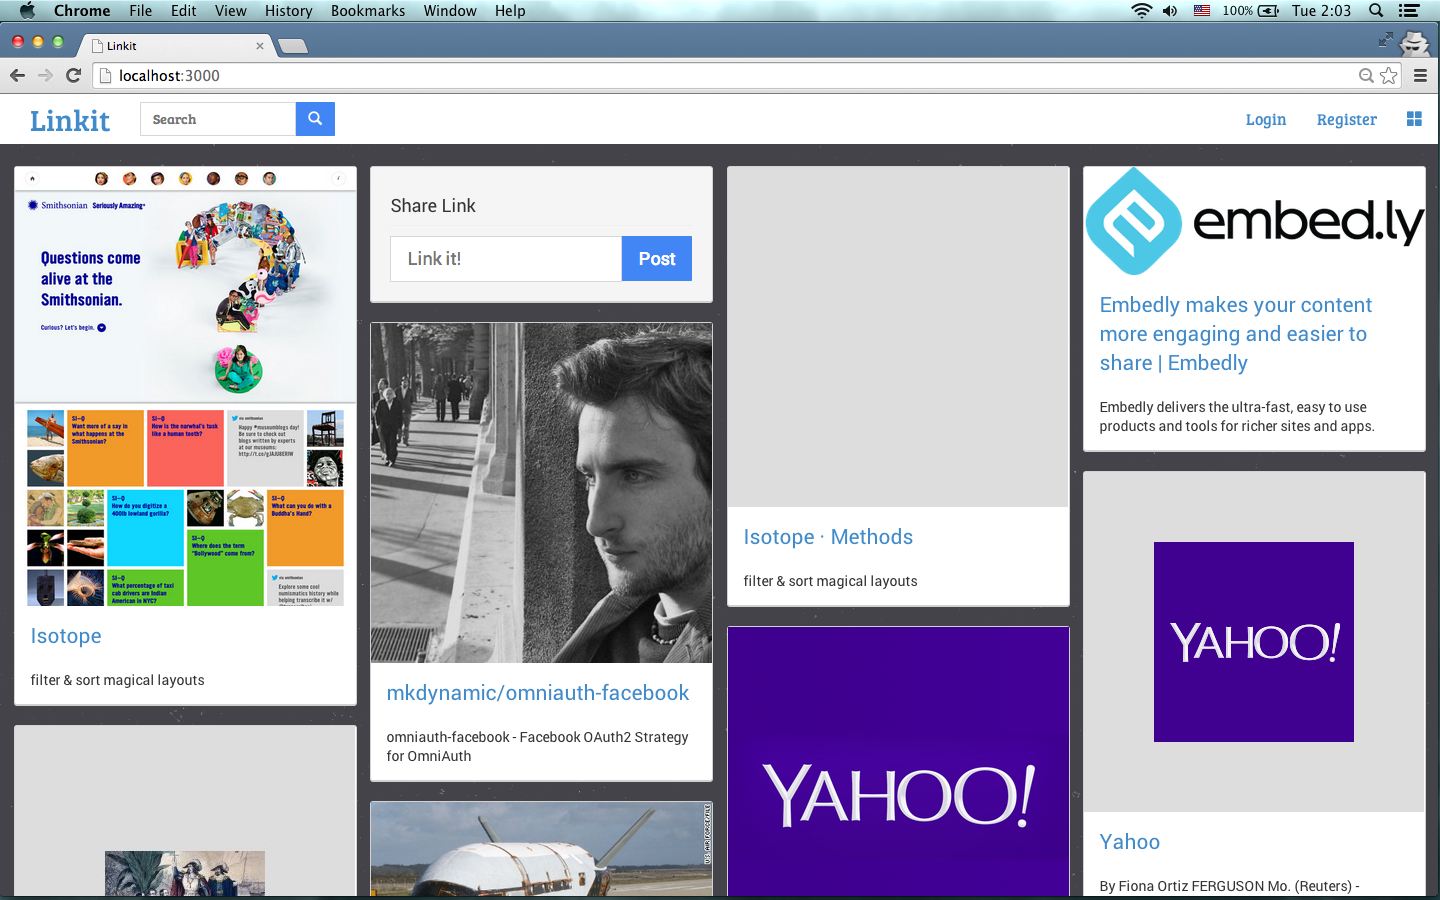 Chrome File Edit View History Bookmarks Window Help 100% Tue 2:03
Linkit
localhost:3000
Linkit Search Login Register
Smithsonian Seriously Amazing
Questions come
alive at the
Smithsonian.
Curious? Let's begin.
SI-Q
Want more of a say in
what happens at the
Smithsonian?
SI-Q
How is the narwhal's tusk
like a human tooth?
via smithsonian
Happy #museumblogs day!
Be sure to check out
blogs written by experts
at our museums:
SI-Q
How do you digitize a
400lb lowland gorilla?
SI-Q
What can you do with a
Buddha's Hand?
SI-Q
Where does the term
"Bollywood" come from?
SI-Q
What percentage of taxi
cab drivers are Indian
American in NYC?
via smithsonian
Explore some cool
numismatics history while
helping transcribe it w/
Isotope
filter & sort magical layouts
Share Link
Link it!
Post
mkdynamic/omniauth-facebook
omniauth-facebook - Facebook OAuth2 Strategy
for OmniAuth
U.S. AIR FORCE/FILE
Isotope · Methods
filter & sort magical layouts
YAHOO!
embed.ly
Embedly makes your content
more engaging and easier to
share | Embedly
Embedly delivers the ultra-fast, easy to use
products and tools for richer sites and apps.
YAHOO!
Yahoo
By Fiona Ortiz FERGUSON Mo. (Reuters) -